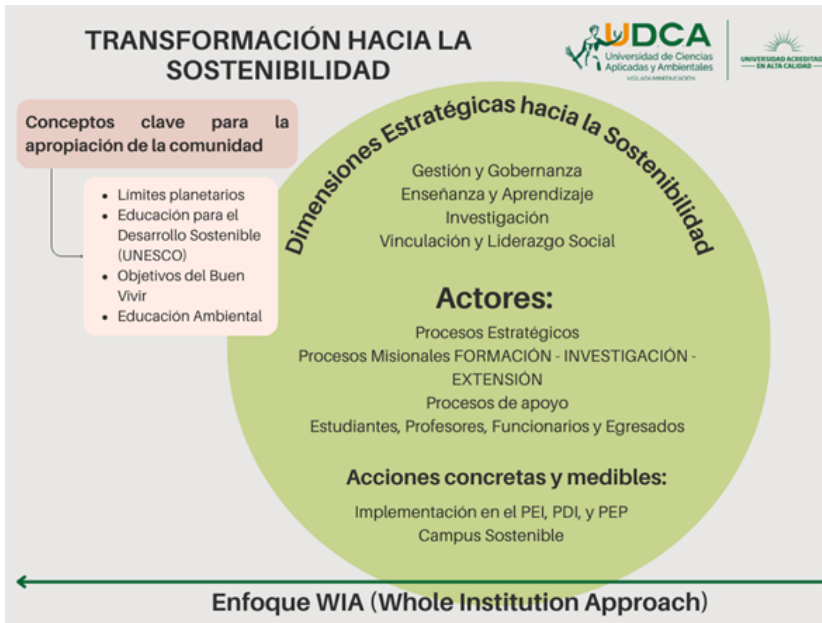 TRANSFORMACIÓN HACIA LA
SOSTENIBILIDAD
UDCA
Universidad de Ciencias
Aplicadas y Ambientales
VIGILADA MINEDUCACIÓN
UNIVERSIDAD ACREDITAD
EN ALTA CALIDAD
Conceptos clave para la
apropiación de la comunidad
• Límites planetarios
• Educación para el
Desarrollo Sostenible
(UNESCO)
• Objetivos del Buen
Vivir
• Educación Ambiental
Dimensiones Estratégicas hacia la Sostenibilidad
Gestión y Gobernanza
Enseñanza y Aprendizaje
Investigación
Vinculación y Liderazgo Social
Actores:
Procesos Estratégicos
Procesos Misionales FORMACIÓN - INVESTIGACIÓN -
EXTENSIÓN
Procesos de apoyo
Estudiantes, Profesores, Funcionarios y Egresados
Acciones concretas y medibles:
Implementación en el PEI, PDI, y PEP
Campus Sostenible
Enfoque WIA (Whole Institution Approach)